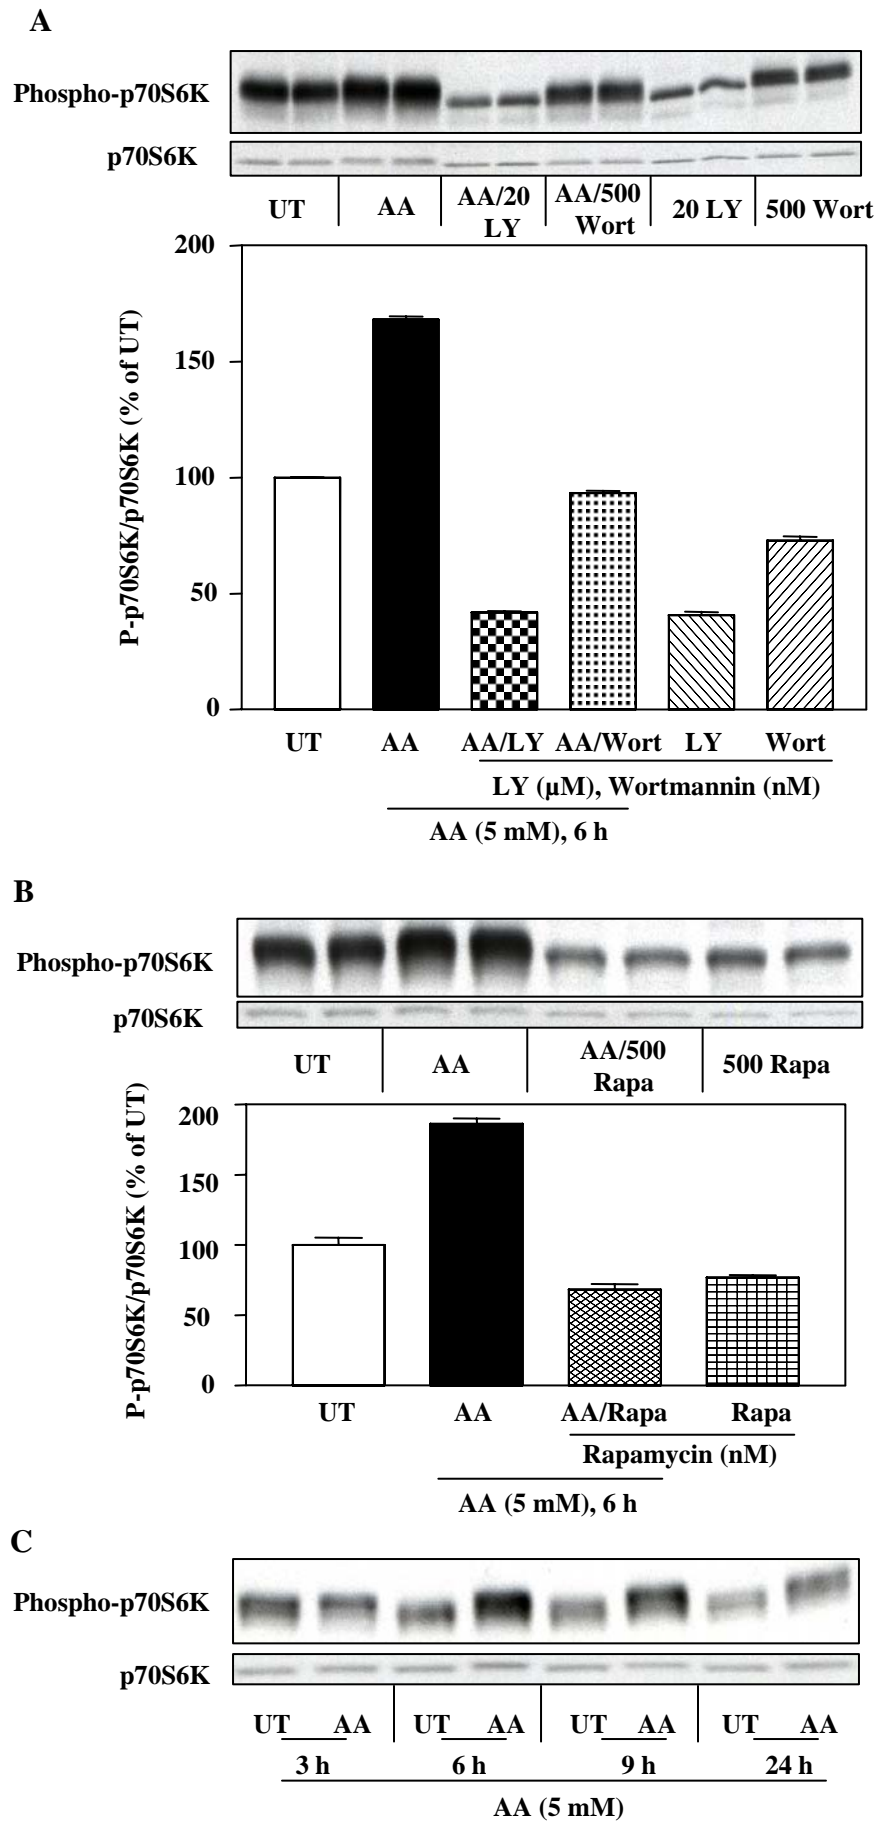 A
Phospho-p70S6K
p70S6K
UT AA AA/20 LY AA/500 Wort 20 LY 500 Wort
P-p70S6K/p70S6K (% of UT)
200
150
100
50
0
UT AA AA/LY AA/Wort LY Wort
LY (µM), Wortmannin (nM)
AA (5 mM), 6 h
B
Phospho-p70S6K
p70S6K
UT AA AA/500 Rapa 500 Rapa
P-p70S6K/p70S6K (% of UT)
200
150
100
50
0
UT AA AA/Rapa Rapa
Rapamycin (nM)
AA (5 mM), 6 h
C
Phospho-p70S6K
p70S6K
UT AA UT AA UT AA UT AA
3 h 6 h 9 h 24 h
AA (5 mM)